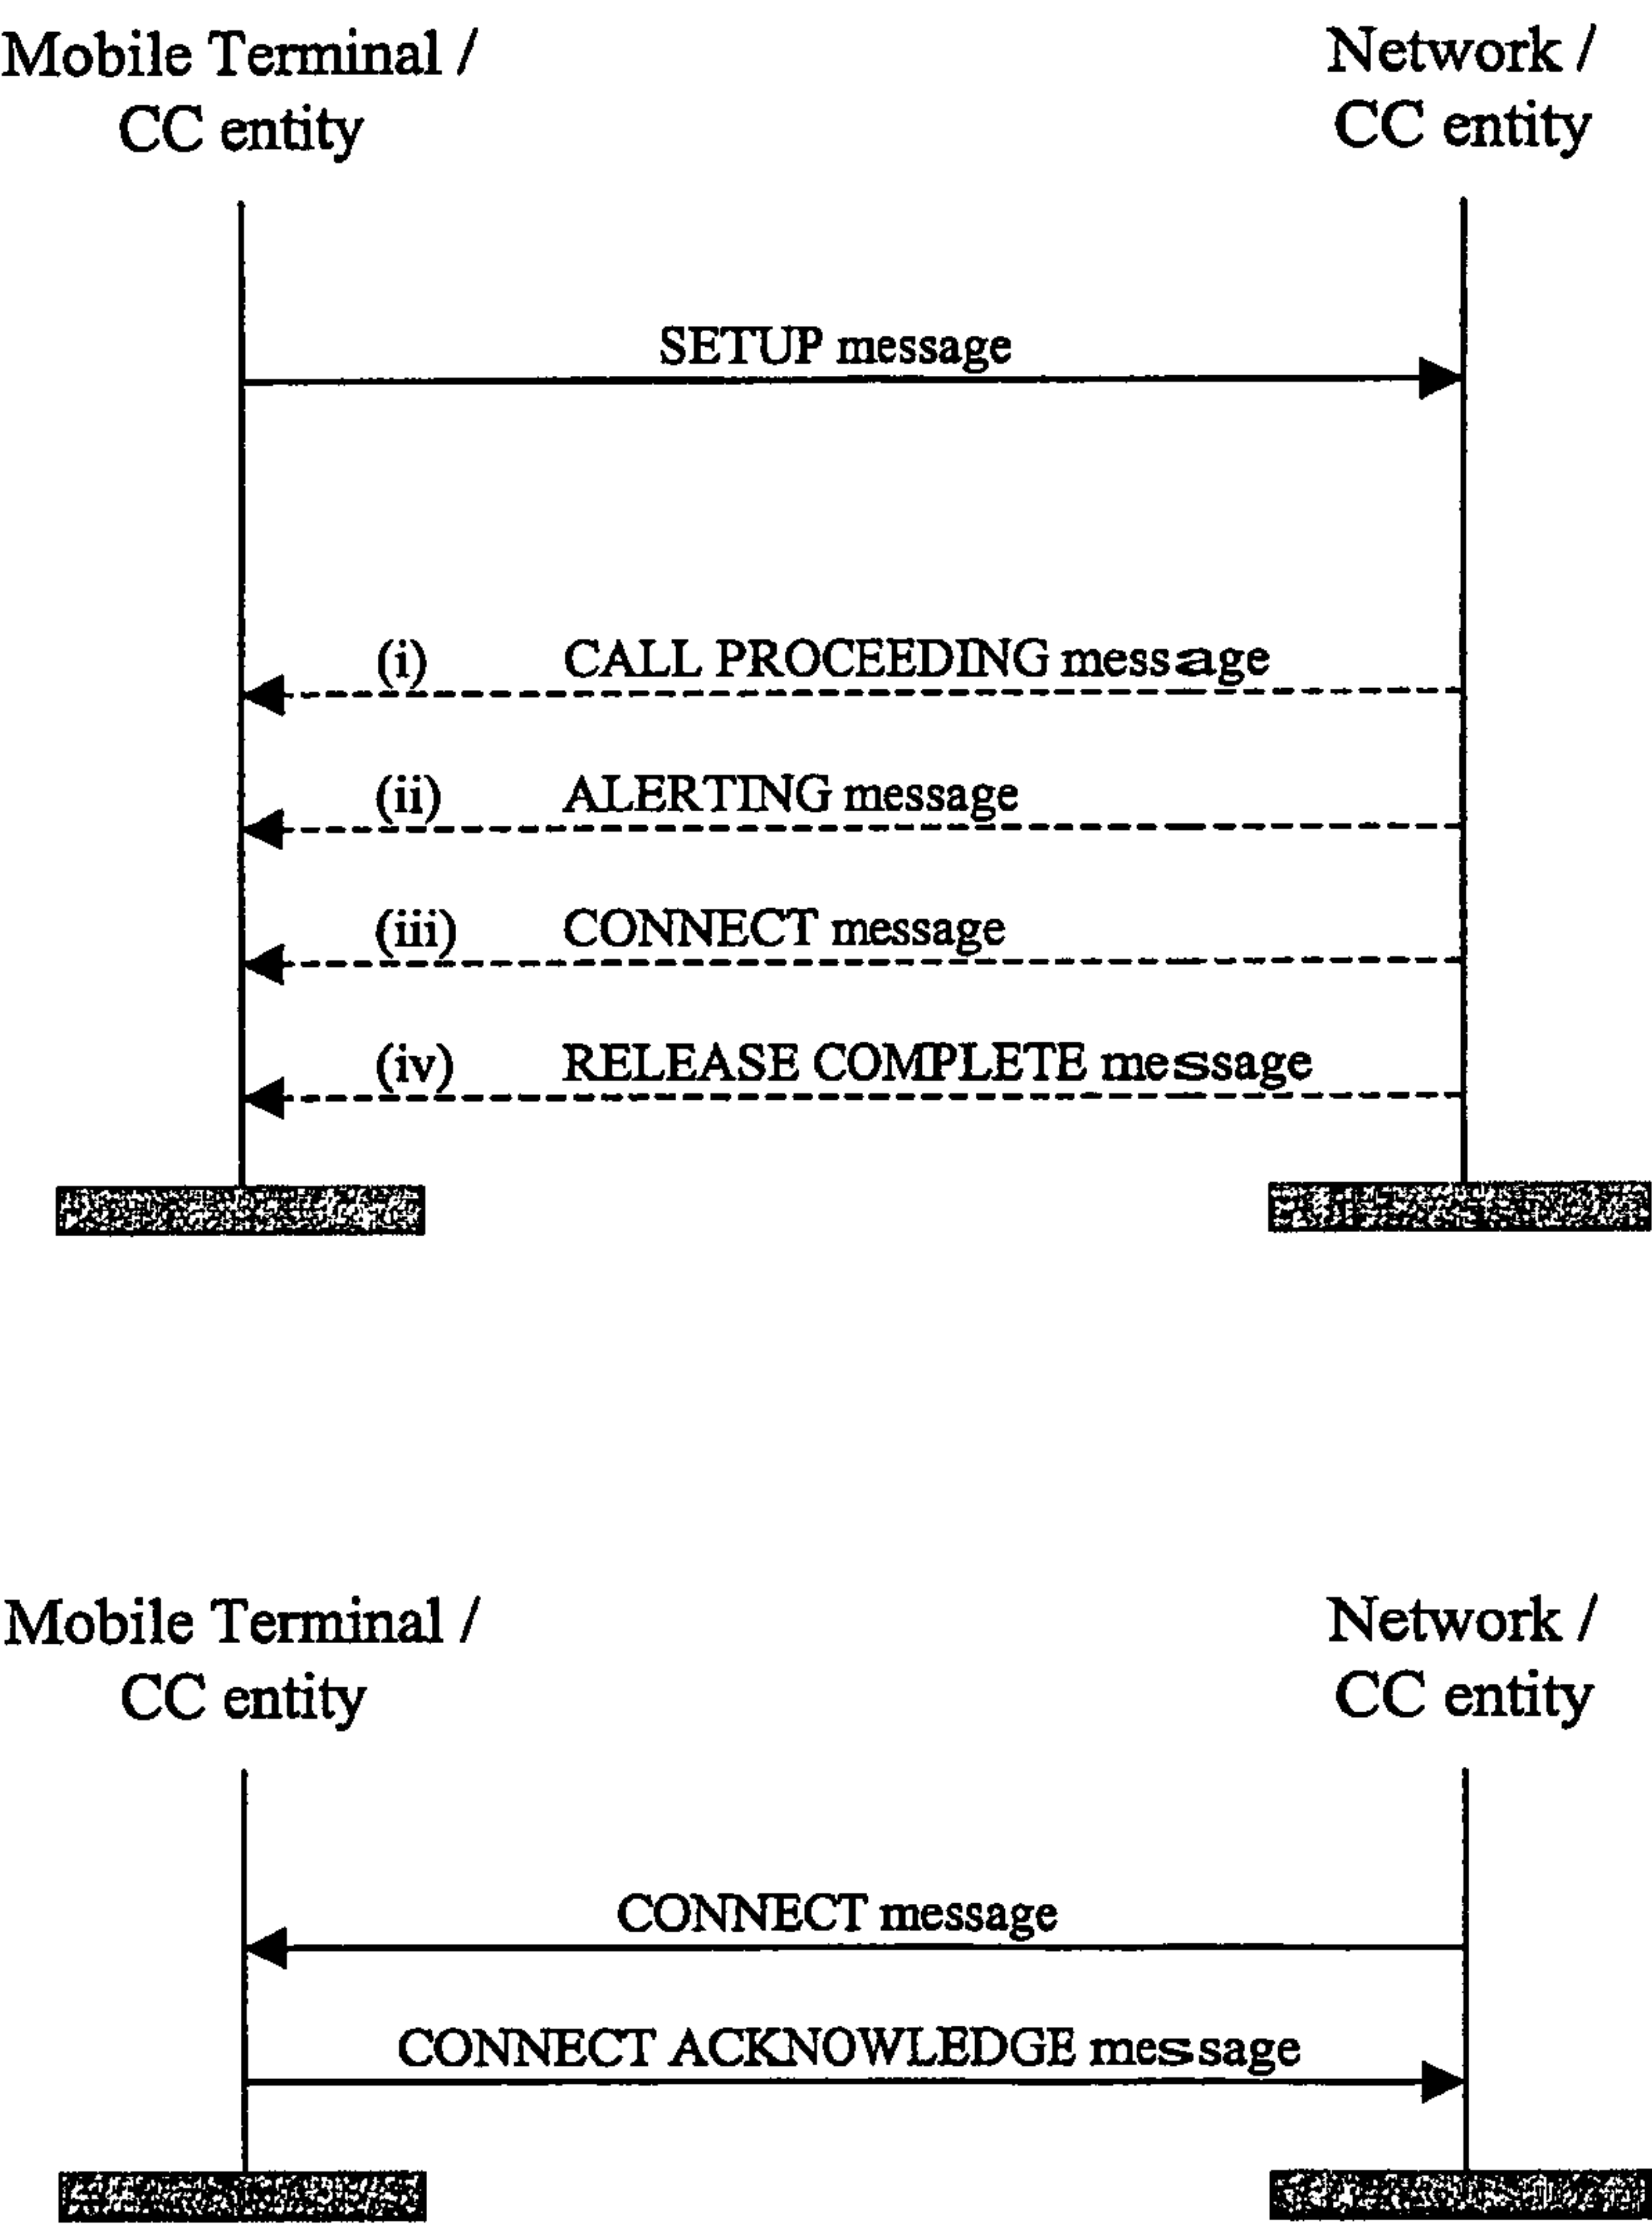 Mobile Terminal /
CC entity
Network /
CC entity
SETUP message
(i) CALL PROCEEDING message
(ii) ALERTING message
(iii) CONNECT message
(iv) RELEASE COMPLETE message
Mobile Terminal /
CC entity
Network /
CC entity
CONNECT message
CONNECT ACKNOWLEDGE message